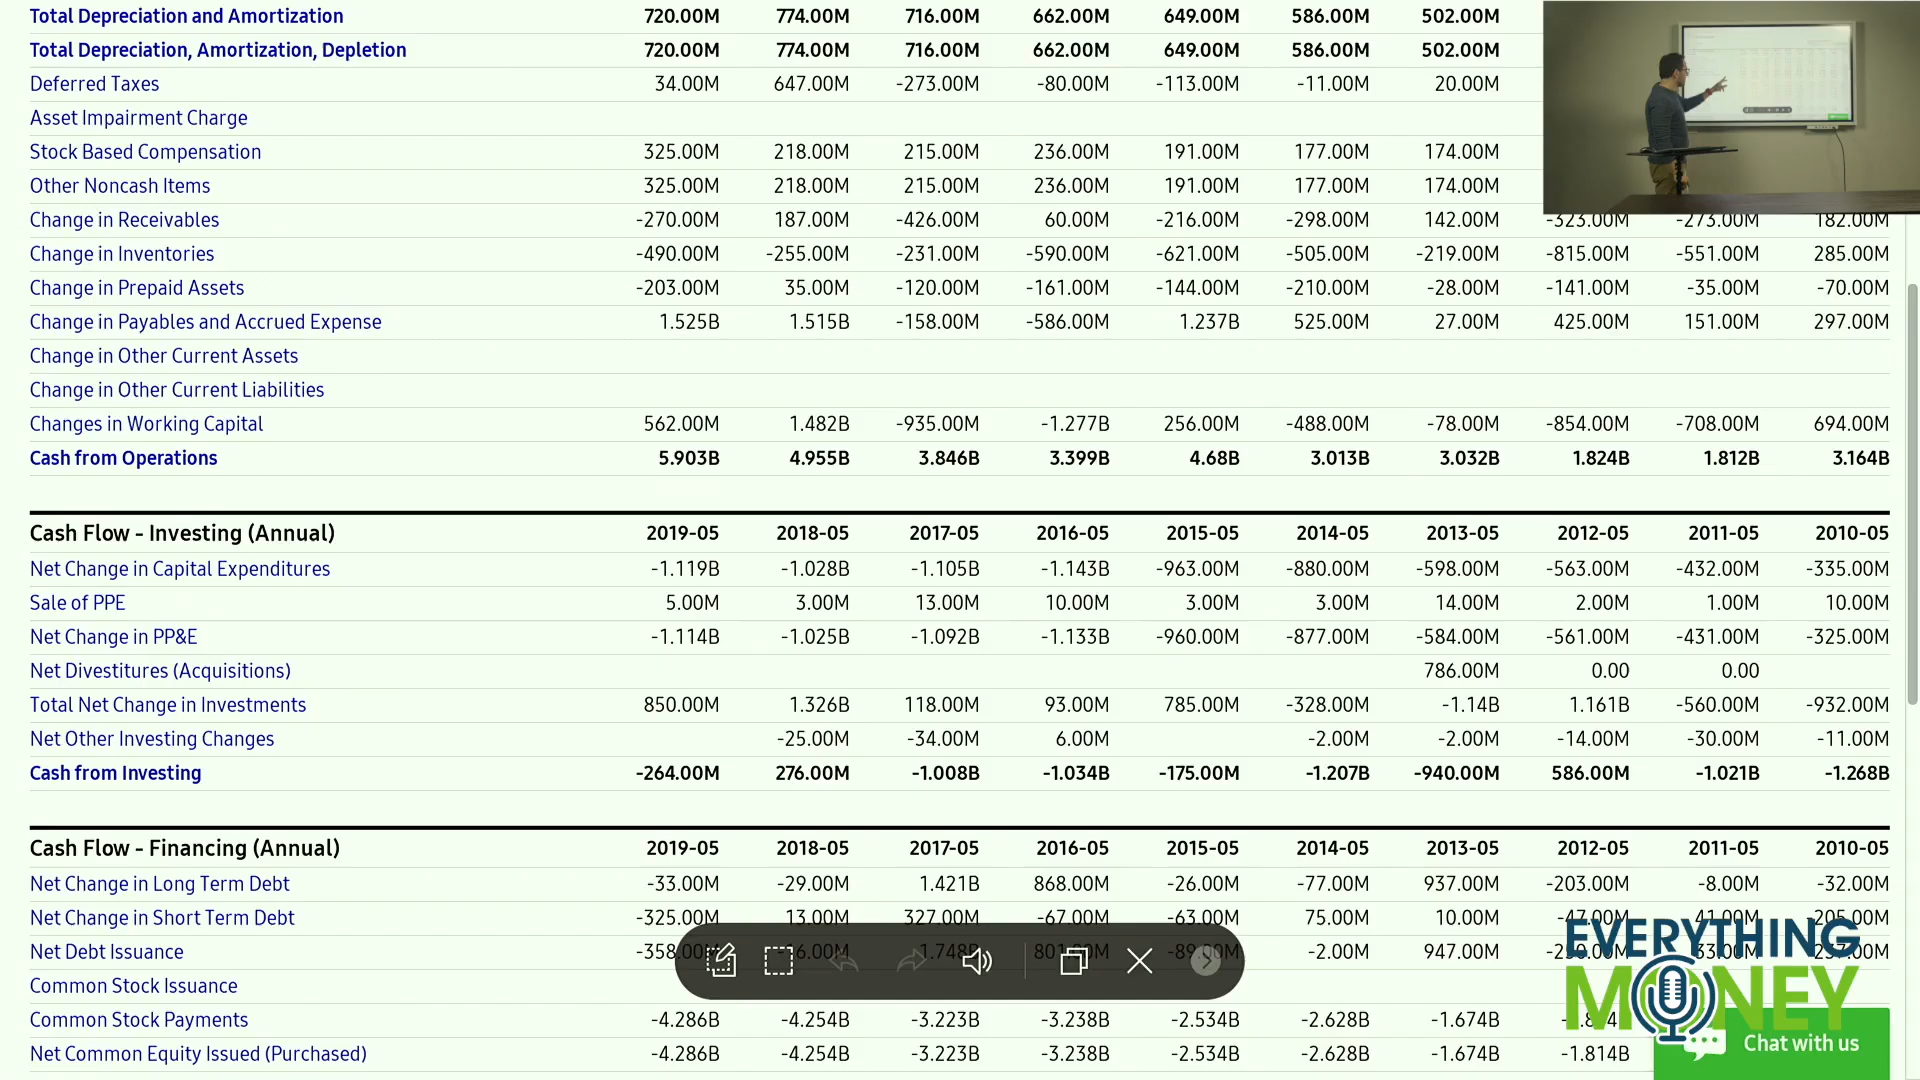 Total Depreciation and Amortization 720.00M 774.00M 716.00M 662.00M 649.00M 586.00M 502.00M
Total Depreciation, Amortization, Depletion 720.00M 774.00M 716.00M 662.00M 649.00M 586.00M 502.00M
Deferred Taxes 34.00M 647.00M -273.00M -80.00M -113.00M -11.00M 20.00M
Asset Impairment Charge
Stock Based Compensation 325.00M 218.00M 215.00M 236.00M 191.00M 177.00M 174.00M
Other Noncash Items 325.00M 218.00M 215.00M 236.00M 191.00M 177.00M 174.00M
Change in Receivables -270.00M 187.00M -426.00M 60.00M -216.00M -298.00M 142.00M -323.00M -273.00M 182.00M
Change in Inventories -490.00M -255.00M -231.00M -590.00M -621.00M -505.00M -219.00M -815.00M -551.00M 285.00M
Change in Prepaid Assets -203.00M 35.00M -120.00M -161.00M -144.00M -210.00M -28.00M -141.00M -35.00M -70.00M
Change in Payables and Accrued Expense 1.525B 1.515B -158.00M -586.00M 1.237B 525.00M 27.00M 425.00M 151.00M 297.00M
Change in Other Current Assets
Change in Other Current Liabilities
Changes in Working Capital 562.00M 1.482B -935.00M -1.277B 256.00M -488.00M -78.00M -854.00M -708.00M 694.00M
Cash from Operations 5.903B 4.955B 3.846B 3.399B 4.68B 3.013B 3.032B 1.824B 1.812B 3.164B
Cash Flow - Investing (Annual) 2019-05 2018-05 2017-05 2016-05 2015-05 2014-05 2013-05 2012-05 2011-05 2010-05
Net Change in Capital Expenditures -1.119B -1.028B -1.105B -1.143B -963.00M -880.00M -598.00M -563.00M -432.00M -335.00M
Sale of PPE 5.00M 3.00M 13.00M 10.00M 3.00M 3.00M 14.00M 2.00M 1.00M 10.00M
Net Change in PP&E -1.114B -1.025B -1.092B -1.133B -960.00M -877.00M -584.00M -561.00M -431.00M -325.00M
Net Divestitures (Acquisitions) 786.00M 0.00 0.00
Total Net Change in Investments 850.00M 1.326B 118.00M 93.00M 785.00M -328.00M -1.14B 1.161B -560.00M -932.00M
Net Other Investing Changes -25.00M -34.00M 6.00M -2.00M -2.00M -14.00M -30.00M -11.00M
Cash from Investing -264.00M 276.00M -1.008B -1.034B -175.00M -1.207B -940.00M 586.00M -1.021B -1.268B
Cash Flow - Financing (Annual) 2019-05 2018-05 2017-05 2016-05 2015-05 2014-05 2013-05 2012-05 2011-05 2010-05
Net Change in Long Term Debt -33.00M -29.00M 1.421B 868.00M -26.00M -77.00M 937.00M -203.00M -8.00M -32.00M
Net Change in Short Term Debt -325.00M 13.00M 327.00M -67.00M -63.00M 75.00M 10.00M
Net Debt Issuance 1.748B -2.00M 947.00M
Common Stock Issuance
Common Stock Payments -4.286B -4.254B -3.223B -3.238B -2.534B -2.628B -1.674B
Net Common Equity Issued (Purchased) -4.286B -4.254B -3.223B -3.238B -2.534B -2.628B -1.674B -1.814B
EVERYTHING
MONEY
Chat with us